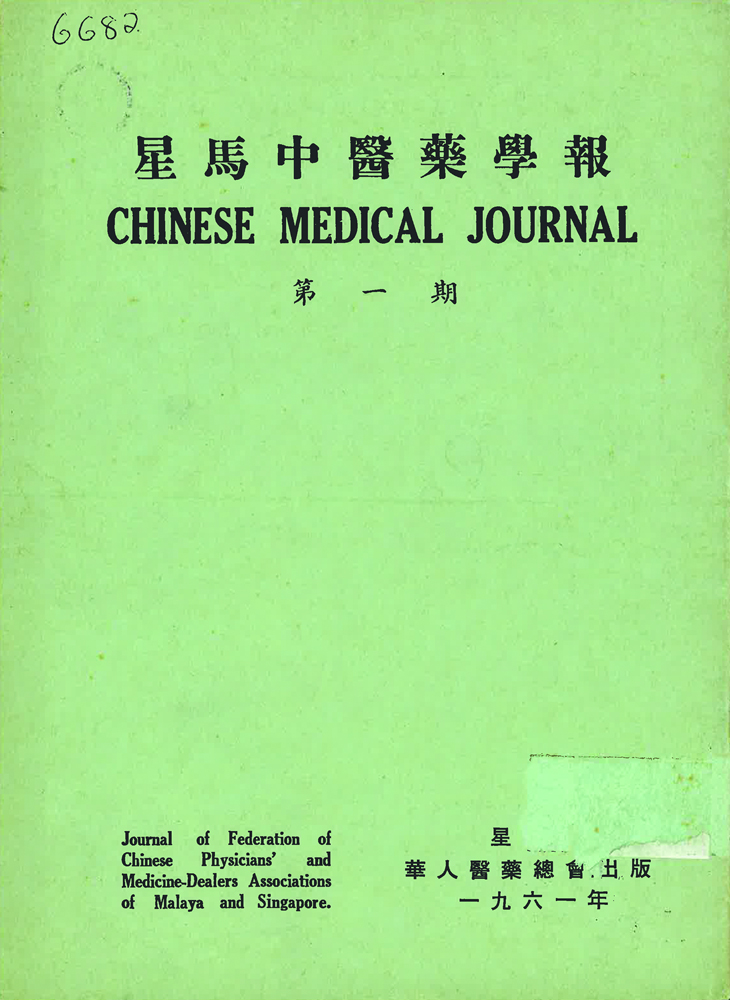 6682
星馬中醫藥學報
CHINESE MEDICAL JOURNAL
第一期
Journal of Federation of
Chinese Physicians' and
Medicine-Dealers Associations
of Malaya and Singapore.
星
華人醫藥總會出版
一九六一年